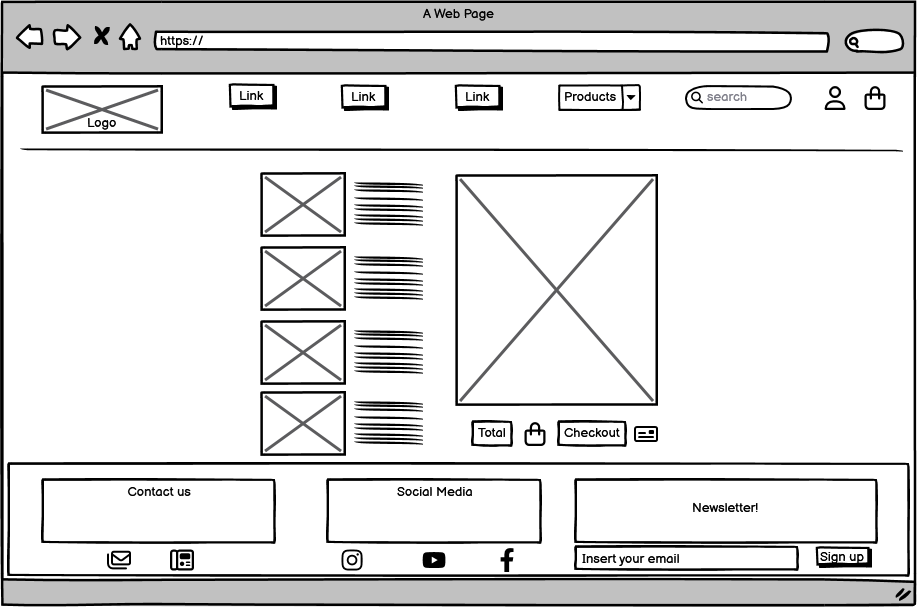 A Web Page
https://
Logo
Link
Link
Link
Products
search
Total
Checkout
Contact us
Social Media
Newsletter!
Insert your email
Sign up